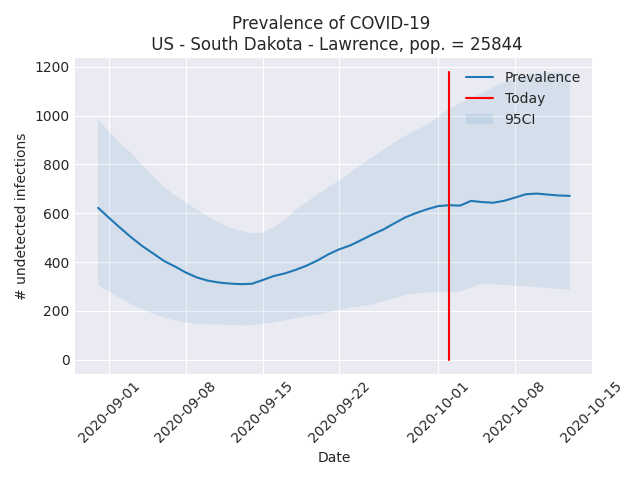 Prevalence of COVID-19
US - South Dakota - Lawrence, pop. = 25844
1200
1000
800
600
400
200
0
# undetected infections
Prevalence
Today
95CI
2020-09-01
2020-09-08
2020-09-15
2020-09-22
2020-10-01
2020-10-08
2020-10-15
Date